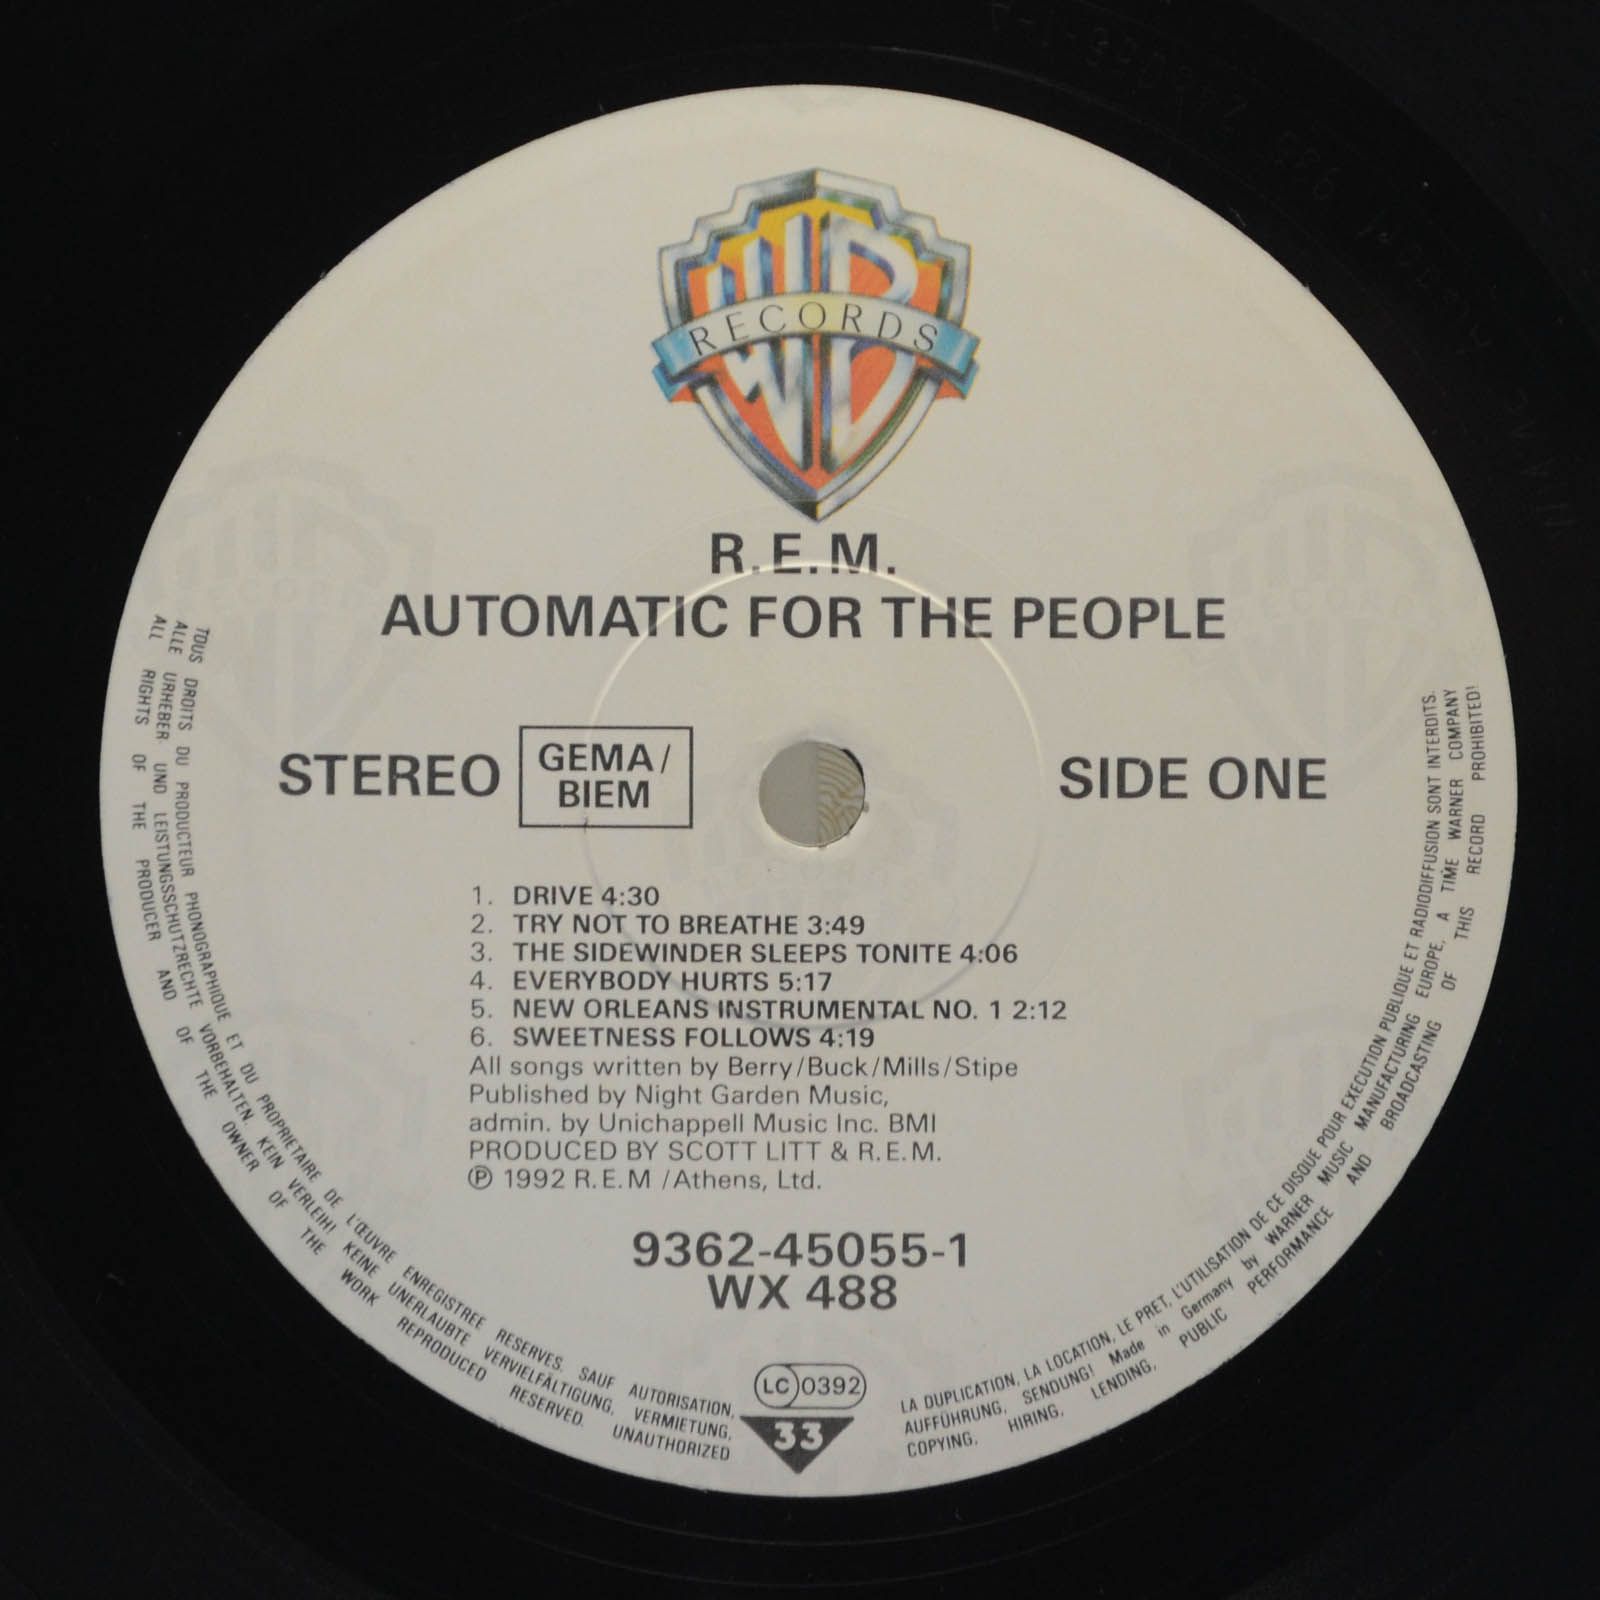 WB
RECORDS
R.E.M.
AUTOMATIC FOR THE PEOPLE
STEREO
GEMA/
BIEM
SIDE ONE
1. DRIVE 4:30
2. TRY NOT TO BREATHE 3:49
3. THE SIDEWINDER SLEEPS TONITE 4:06
4. EVERYBODY HURTS 5:17
5. NEW ORLEANS INSTRUMENTAL NO. 1 2:12
6. SWEETNESS FOLLOWS 4:19
All songs written by Berry/Buck/Mills/Stipe
Published by Night Garden Music,
admin. by Unichappell Music Inc. BMI
PRODUCED BY SCOTT LITT & R.E.M.
℗ 1992 R.E.M /Athens, Ltd.
9362-45055-1
WX 488
LC 0392
33
TOUS DROITS DU PRODUCTEUR PHONOGRAPHIQUE ET DU PROPRIETAIRE DE L'ŒUVRE ENREGISTREE RESERVES. SAUF AUTORISATION, LA DUPLICATION, LA LOCATION, LE PRET, L'UTILISATION DE CE DISQUE POUR EXECUTION PUBLIQUE ET RADIODIFFUSION SONT INTERDITS.
ALLE URHEBER- UND LEISTUNGSSCHUTZRECHTE VORBEHALTEN. KEIN VERLEIH! KEINE UNERLAUBTE VERVIELFÄLTIGUNG, VERMIETUNG, AUFFÜHRUNG, SENDUNG! Made in Germany by WARNER MUSIC MANUFACTURING EUROPE, A TIME WARNER COMPANY
ALL RIGHTS OF THE PRODUCER AND OF THE OWNER OF THE WORK REPRODUCED RESERVED. UNAUTHORIZED COPYING, HIRING, LENDING, PUBLIC PERFORMANCE AND BROADCASTING OF THIS RECORD PROHIBITED!